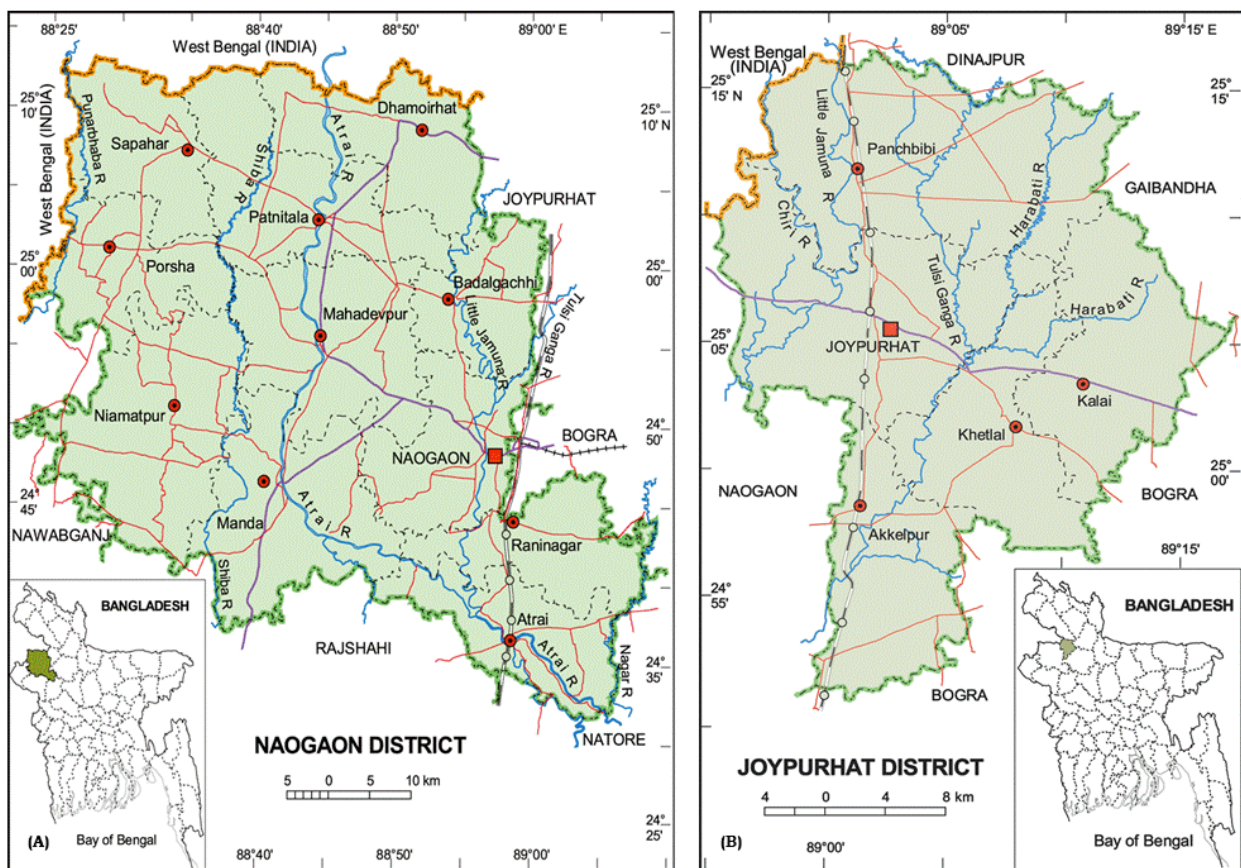 88°25'
88°40'
88°50'
89°00' E
West Bengal (INDIA)
West Bengal (INDIA)
25°
10'
25°
10' N
Punarbhaba R
Sapahar
Shiba R
Atrai R
Dhamoirhat
Patnitala
JOYPURHAT
25°
00'
25°
00'
Porsha
Badalgachhi
Mahadevpur
Little Jamuna R
Tulsi Ganga R
Niamatpur
24°
50'
BOGRA
NAOGAON
24°
45'
NAWABGANJ
Manda
Atrai R
Raninagar
Shiba R
Atrai
Atrai R
Nagar R
RAJSHAHI
24°
35'
NATORE
BANGLADESH
NAOGAON DISTRICT
5 0 5 10 km
24°
25'
(A)
Bay of Bengal
88°40'
88°50'
89°00'
89°05'
89°15' E
West Bengal
(INDIA)
DINAJPUR
25°
15' N
25°
15'
Little Jamuna R
Panchbibi
Harabati R
GAIBANDHA
Chiri R
Tulsi Ganga R
Harabati R
25°
05'
25°
05'
JOYPURHAT
Kalai
Khetlal
25°
00'
NAOGAON
BOGRA
Akkelpur
89°15'
24°
55'
BANGLADESH
BOGRA
JOYPURHAT DISTRICT
4 0 4 8 km
(B)
Bay of Bengal
89°00'